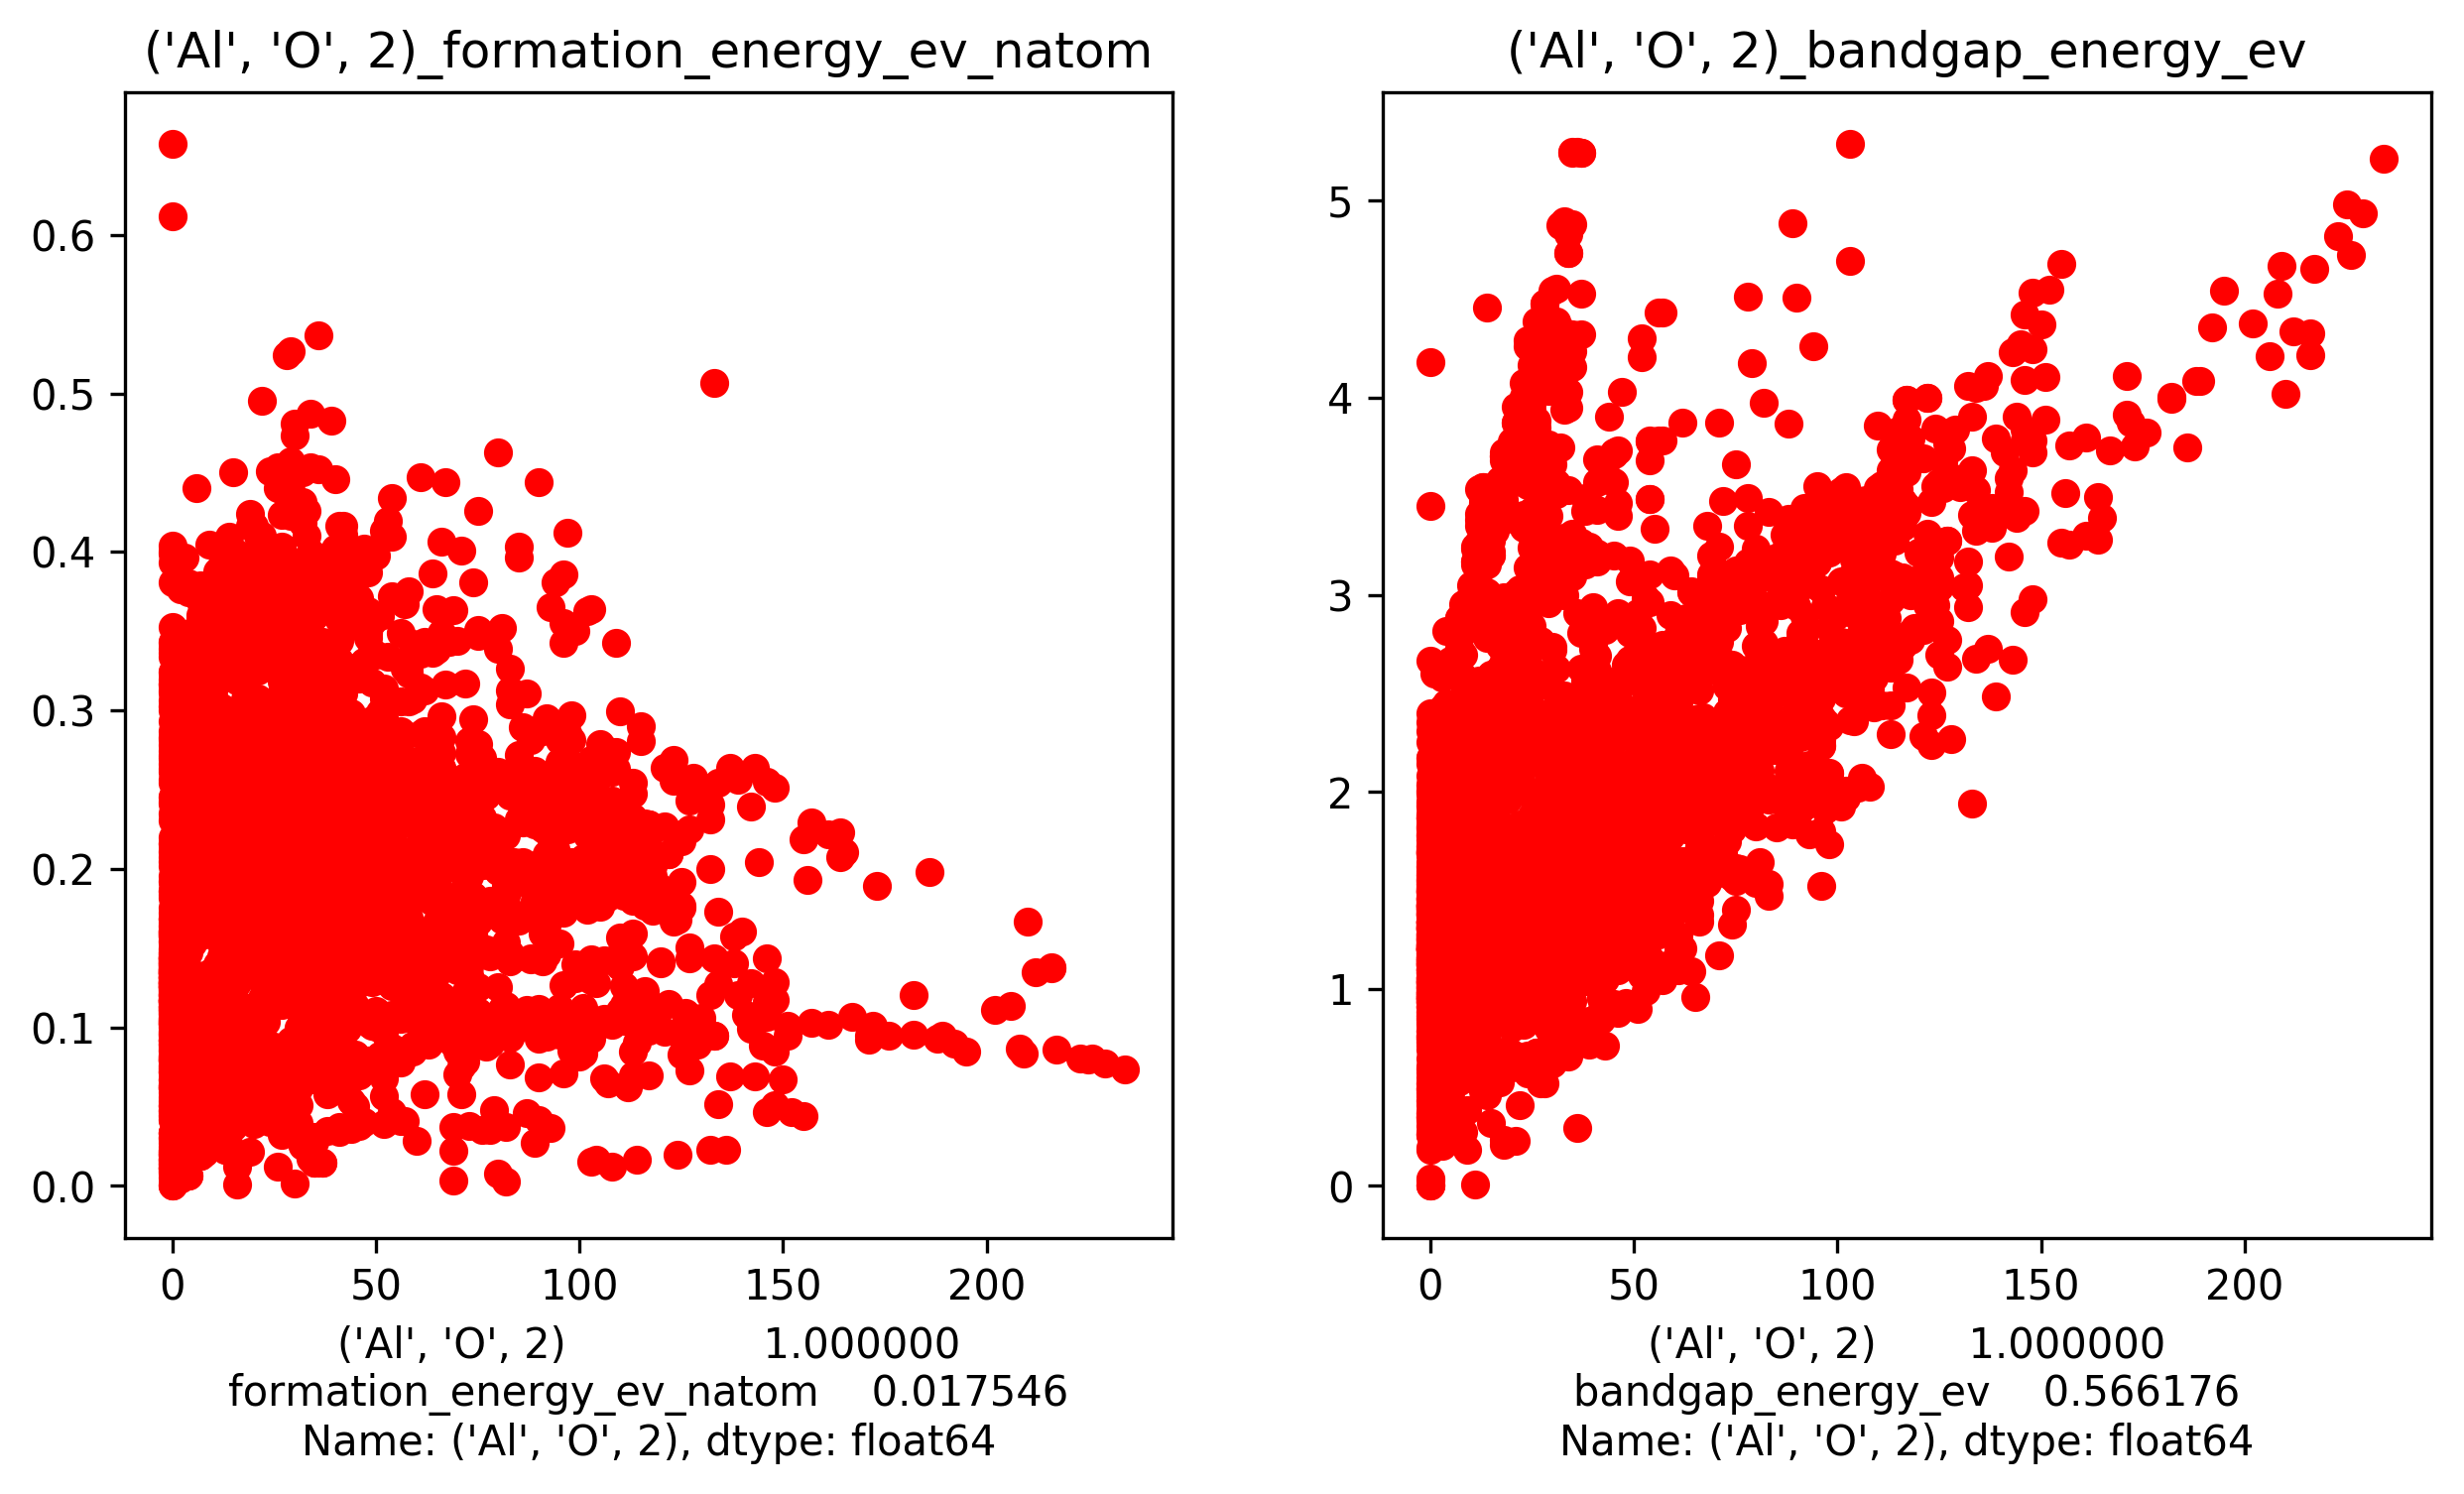 ('Al', 'O', 2)_formation_energy_ev_natom
0.6
0.5
0.4
0.3
0.2
0.1
0.0
0 50 100 150 200
('Al', 'O', 2) 1.000000
formation_energy_ev_natom 0.017546
Name: ('Al', 'O', 2), dtype: float64
('Al', 'O', 2)_bandgap_energy_ev
5
4
3
2
1
0
0 50 100 150 200
('Al', 'O', 2) 1.000000
bandgap_energy_ev 0.566176
Name: ('Al', 'O', 2), dtype: float64